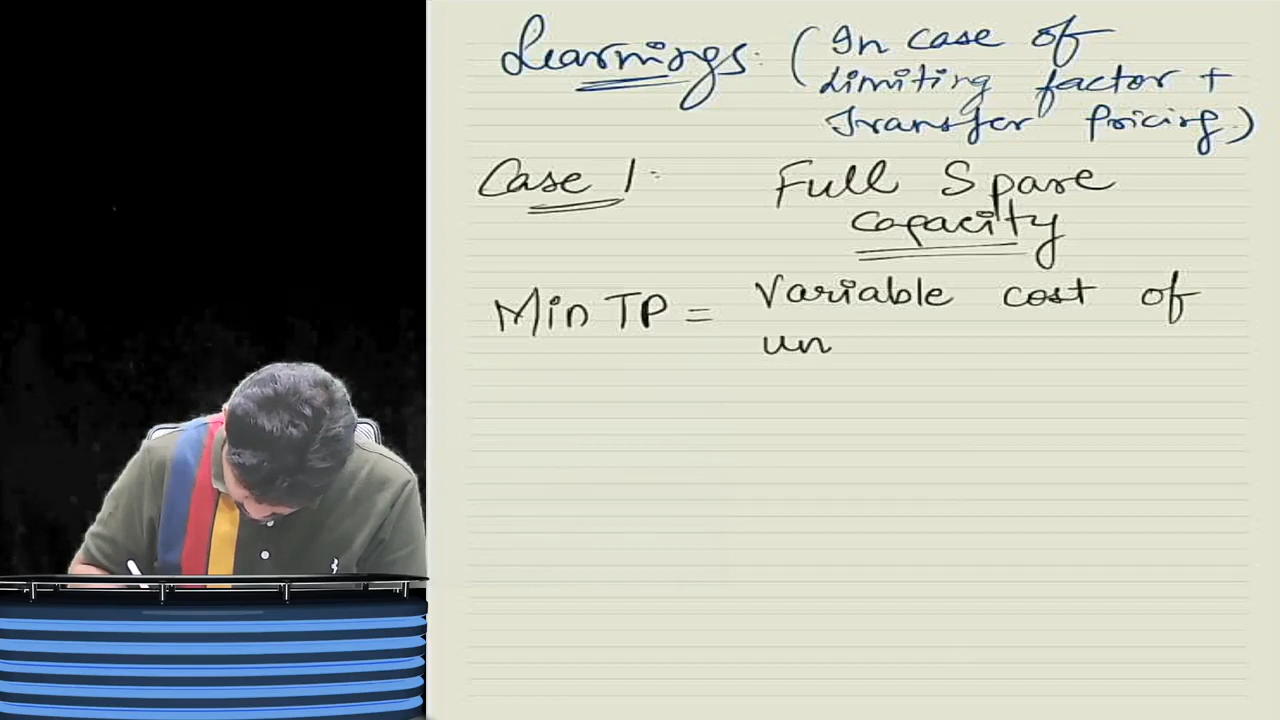 Learnings: (In case of
limiting factor +
Transfer Pricing)
Case 1: Full Spare
capacity
Min TP = Variable cost of
un